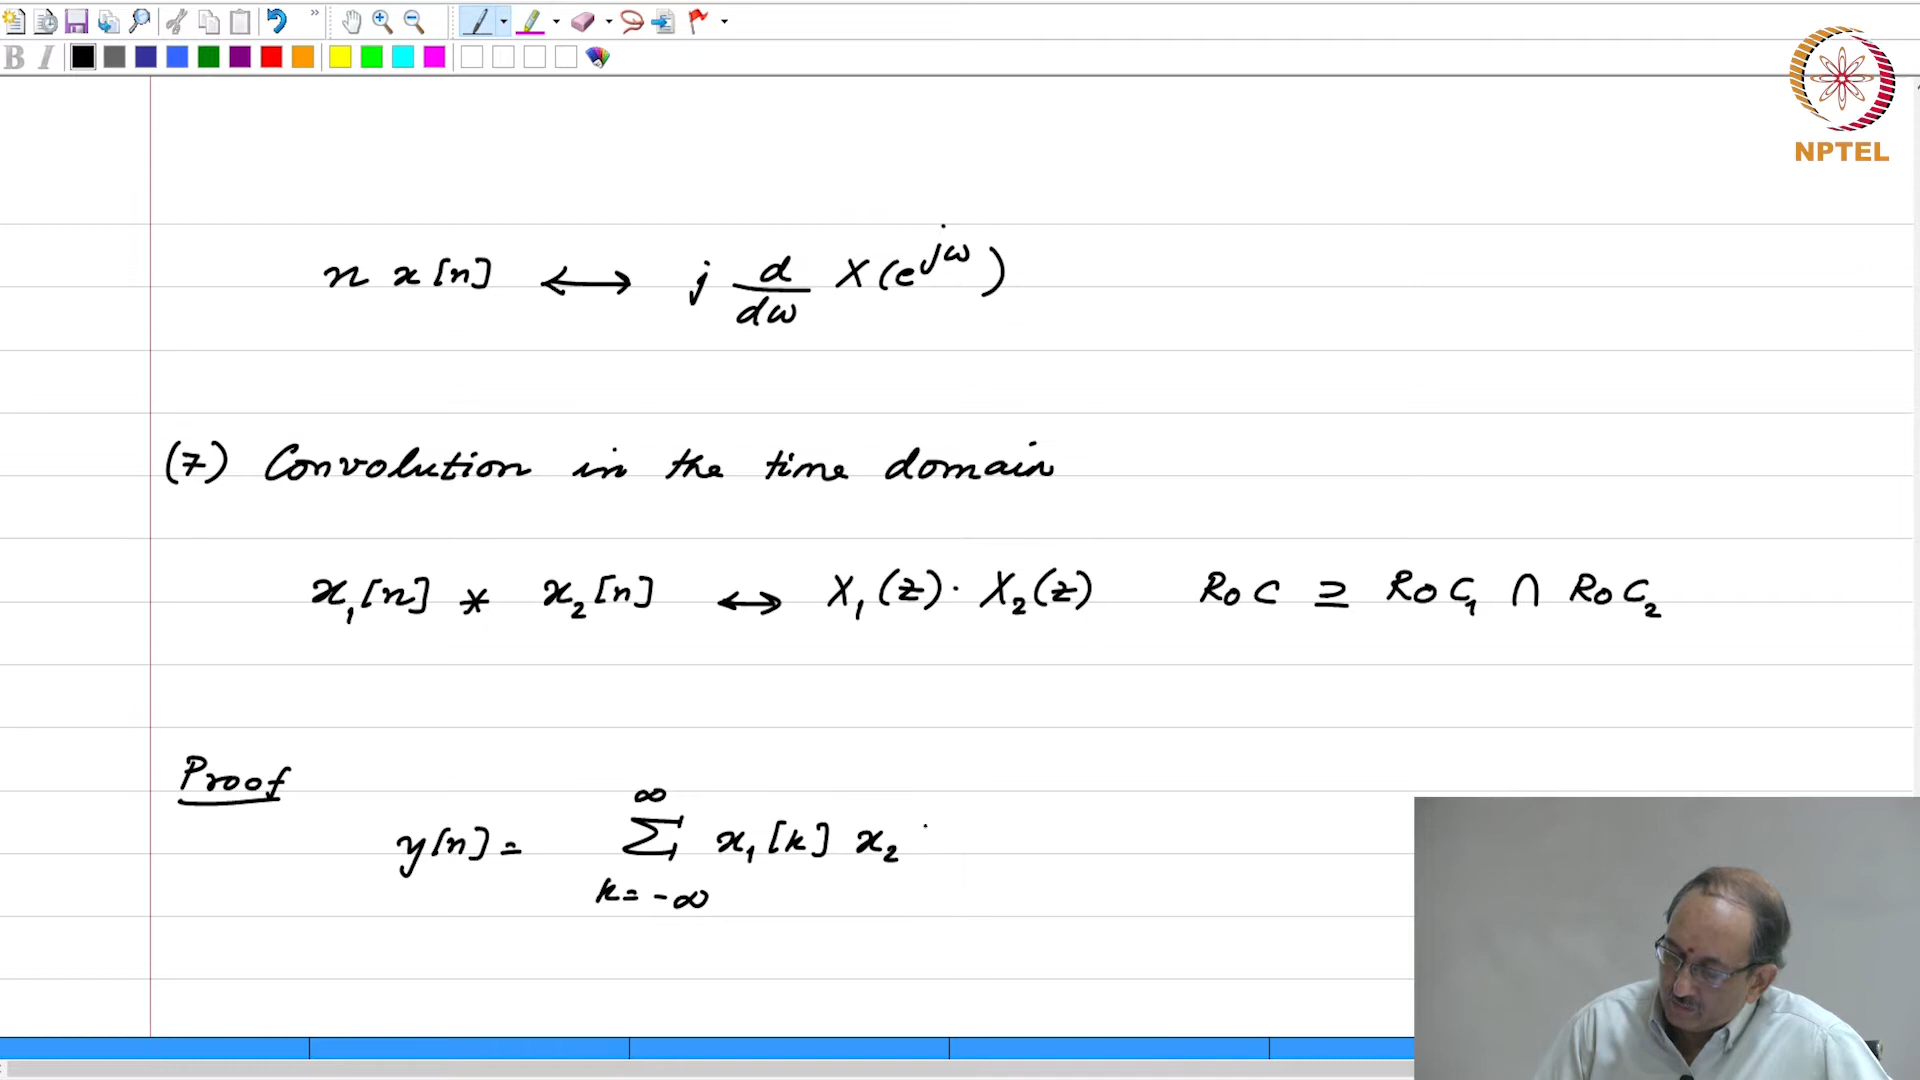 NPTEL
n x[n] ⟷ j d/dω X(e^jω)
(7) Convolution in the time domain
x₁[n] * x₂[n] ⟷ X₁(z) · X₂(z) RoC ⊇ RoC₁ ∩ RoC₂
Proof
y[n] = ∑_{k=-∞}^{∞} x₁[k] x₂